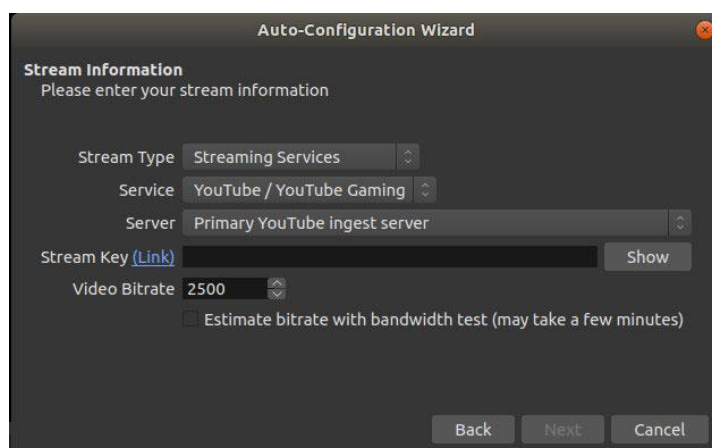 Auto-Configuration Wizard
Stream Information
Please enter your stream information
Stream Type Streaming Services
Service YouTube / YouTube Gaming
Server Primary YouTube ingest server
Stream Key (Link) Show
Video Bitrate 2500
Estimate bitrate with bandwidth test (may take a few minutes)
Back Next Cancel